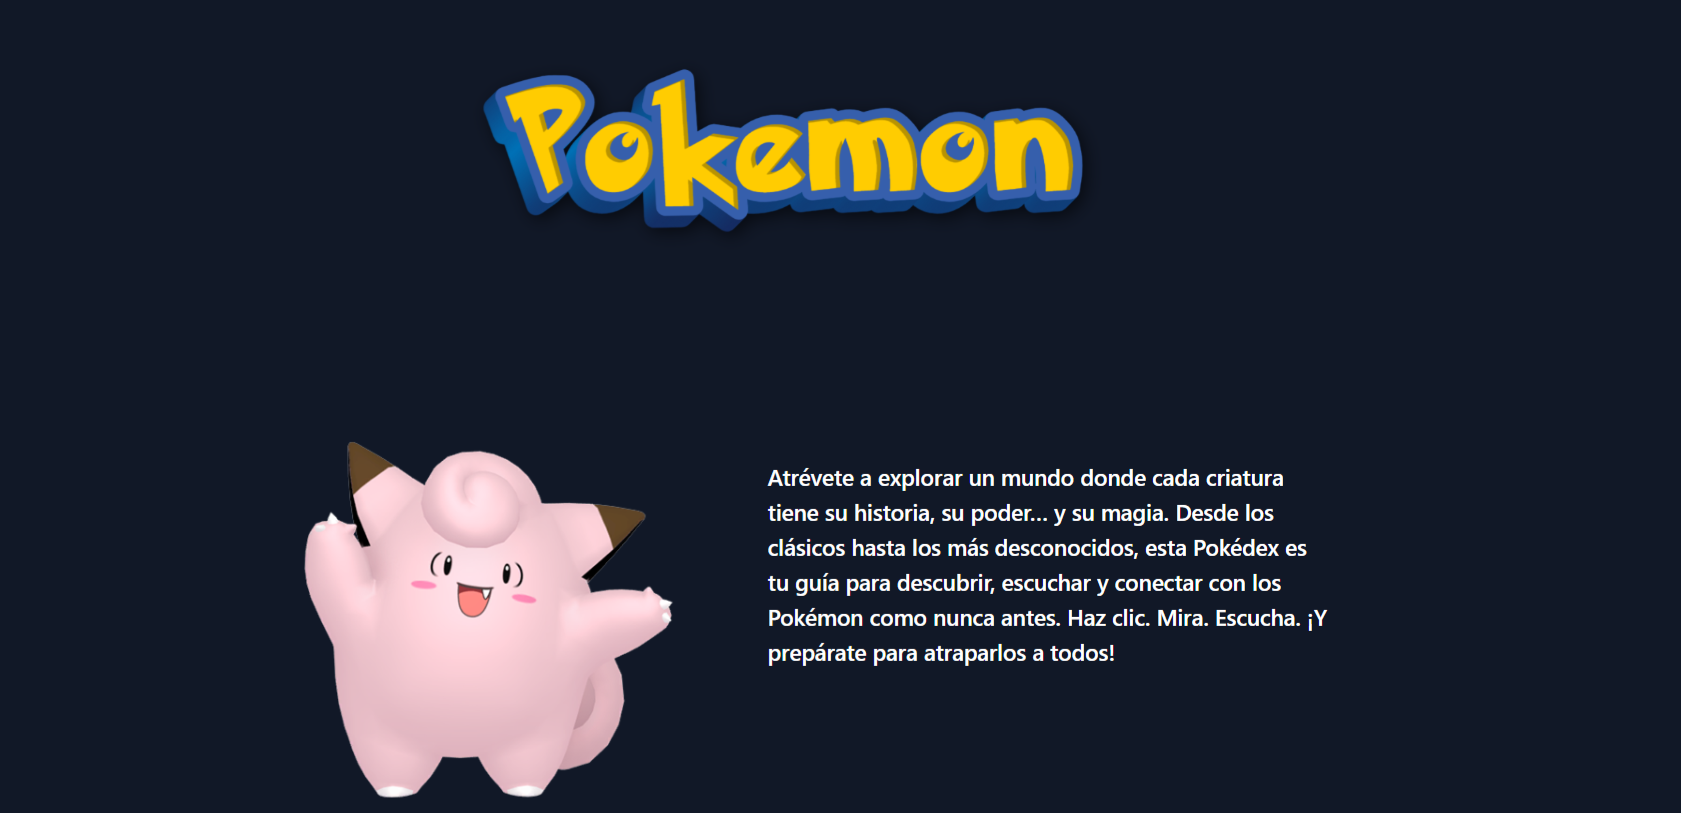 Pokemon
Atrévete a explorar un mundo donde cada criatura
tiene su historia, su poder... y su magia. Desde los
clásicos hasta los más desconocidos, esta Pokédex es
tu guía para descubrir, escuchar y conectar con los
Pokémon como nunca antes. Haz clic. Mira. Escucha. ¡Y
prepárate para atraparlos a todos!